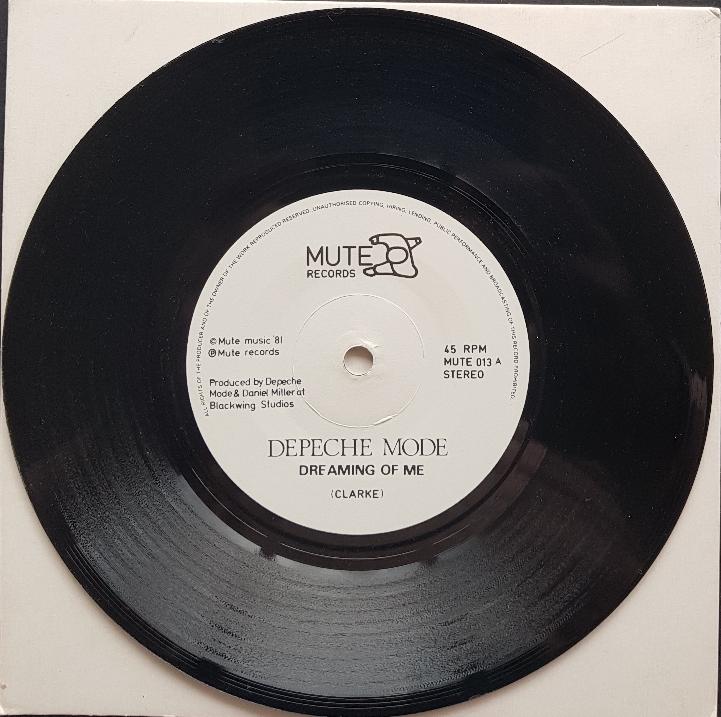 ALL RIGHTS OF THE PRODUCER AND OF THE OWNER OF THE WORK REPRODUCED RESERVED. UNAUTHORISED COPYING, HIRING, LENDING, PUBLIC PERFORMANCE AND BROADCASTING OF THIS RECORD PROHIBITED.
MUTE
RECORDS
© Mute music '81
℗ Mute records
45 RPM
MUTE 013 A
STEREO
Produced by Depeche
Mode & Daniel Miller at
Blackwing Studios
DEPECHE MODE
DREAMING OF ME
(CLARKE)